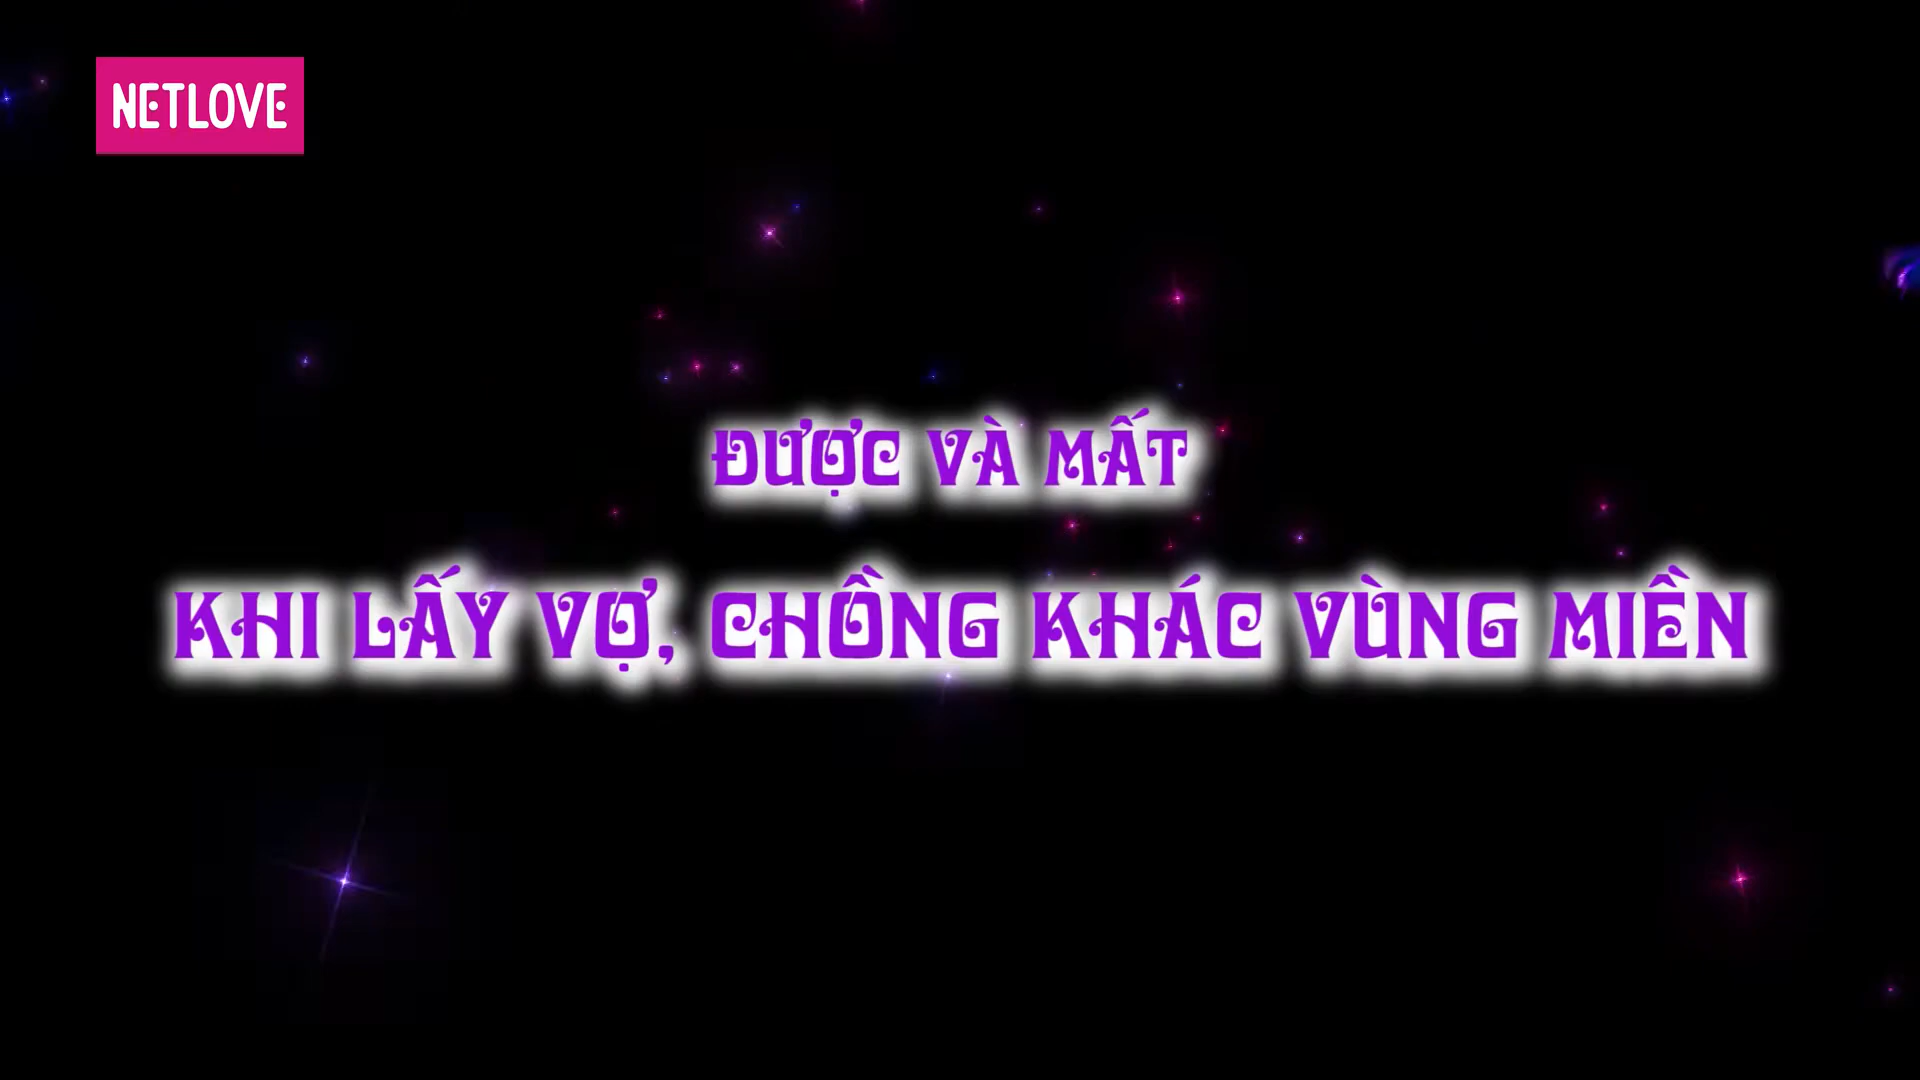 NETLOVE
ĐƯỢC VÀ MẤT
KHI LẤY VỢ, CHỒNG KHÁC VÙNG MIỀN